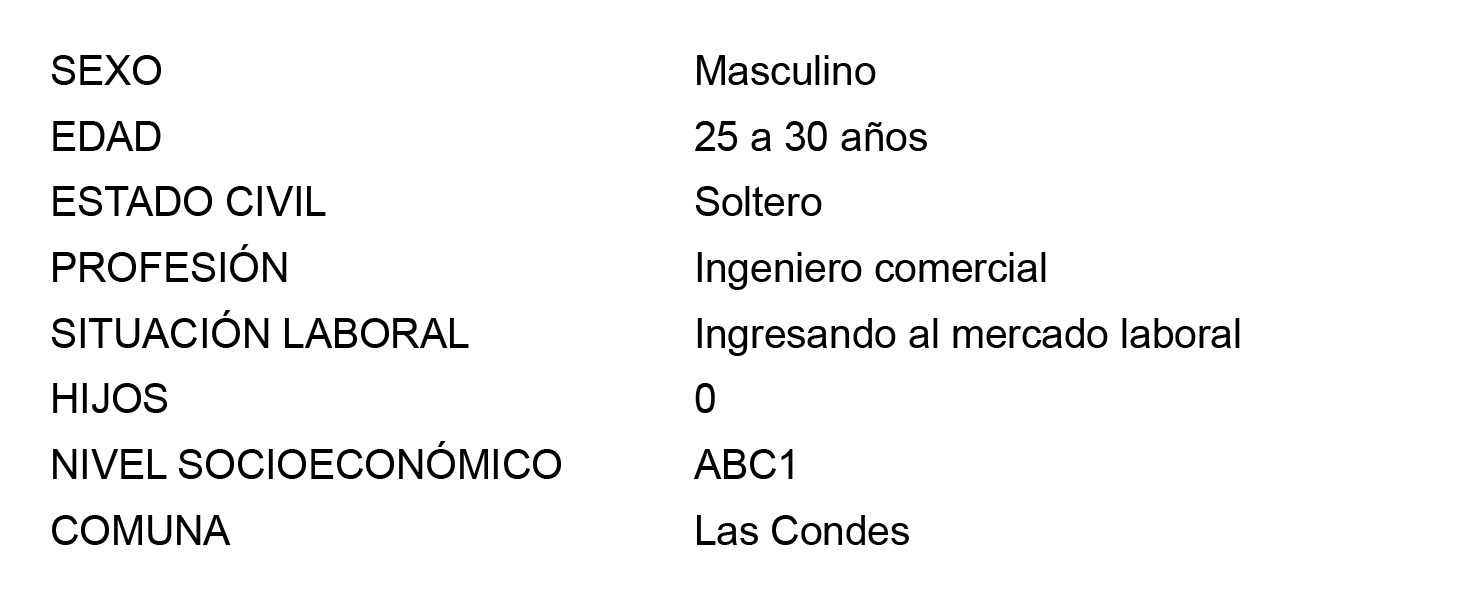 SEXO Masculino
EDAD 25 a 30 años
ESTADO CIVIL Soltero
PROFESIÓN Ingeniero comercial
SITUACIÓN LABORAL Ingresando al mercado laboral
HIJOS 0
NIVEL SOCIOECONÓMICO ABC1
COMUNA Las Condes